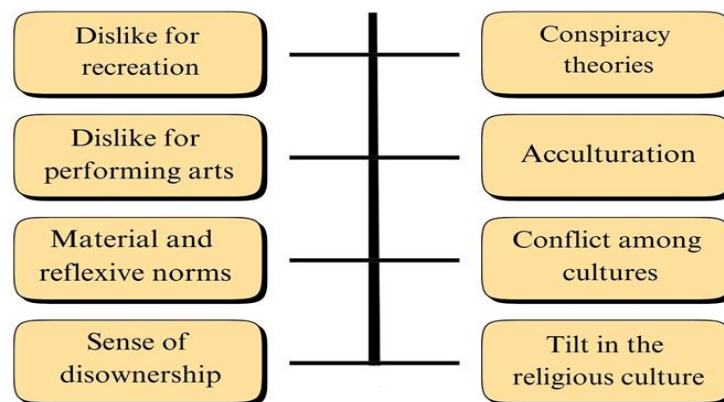 Dislike for
recreation
Conspiracy
theories
Dislike for
performing arts
Acculturation
Material and
reflexive norms
Conflict among
cultures
Sense of
disownership
Tilt in the
religious culture